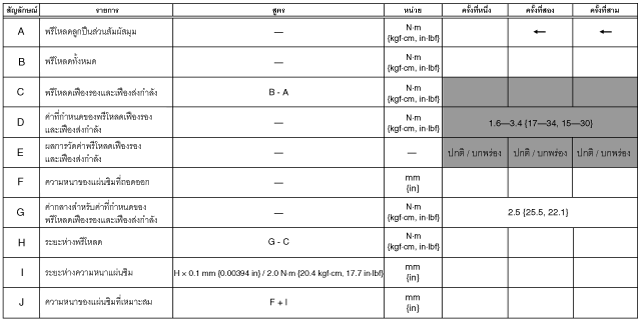 สัญลักษณ์ รายการ สูตร หน่วย ครั้งที่หนึ่ง ครั้งที่สอง ครั้งที่สาม
A พรีโหลดลูกปืนส่วนสัมผัสมุม — N·m
{kgf·cm, in·lbf} ← ←
B พรีโหลดทั้งหมด — N·m
{kgf·cm, in·lbf}
C พรีโหลดเฟืองรองและเฟืองส่งกำลัง B - A N·m
{kgf·cm, in·lbf}
D ค่าที่กำหนดของพรีโหลดเฟืองรอง
และเฟืองส่งกำลัง — N·m
{kgf·cm, in·lbf} 1.6—3.4 {17—34, 15—30}
E ผลการวัดค่าพรีโหลดเฟืองรอง
และเฟืองส่งกำลัง — — ปกติ / บกพร่อง ปกติ / บกพร่อง ปกติ / บกพร่อง
F ความหนาของแผ่นชิมที่ถอดออก — mm
{in}
G ค่ากลางสำหรับค่าที่กำหนดของ
พรีโหลดเฟืองรองและเฟืองส่งกำลัง — N·m
{kgf·cm, in·lbf} 2.5 {25.5, 22.1}
H ระยะห่างพรีโหลด G - C N·m
{kgf·cm, in·lbf}
I ระยะห่างความหนาแผ่นชิม H × 0.1 mm {0.00394 in} / 2.0 N·m {20.4 kgf·cm, 17.7 in·lbf} mm
{in}
J ความหนาของแผ่นชิมที่เหมาะสม F + I mm
{in}